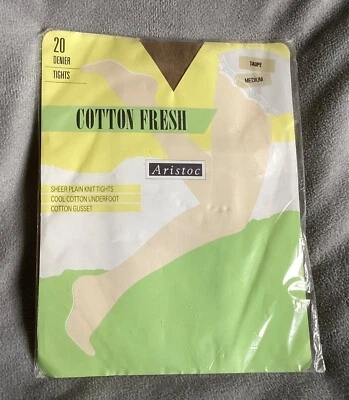 20
DENIER
TIGHTS
TAUPE
MEDIUM
COTTON FRESH
Aristoc
SHEER PLAIN KNIT TIGHTS
COOL COTTON UNDERFOOT
COTTON GUSSET